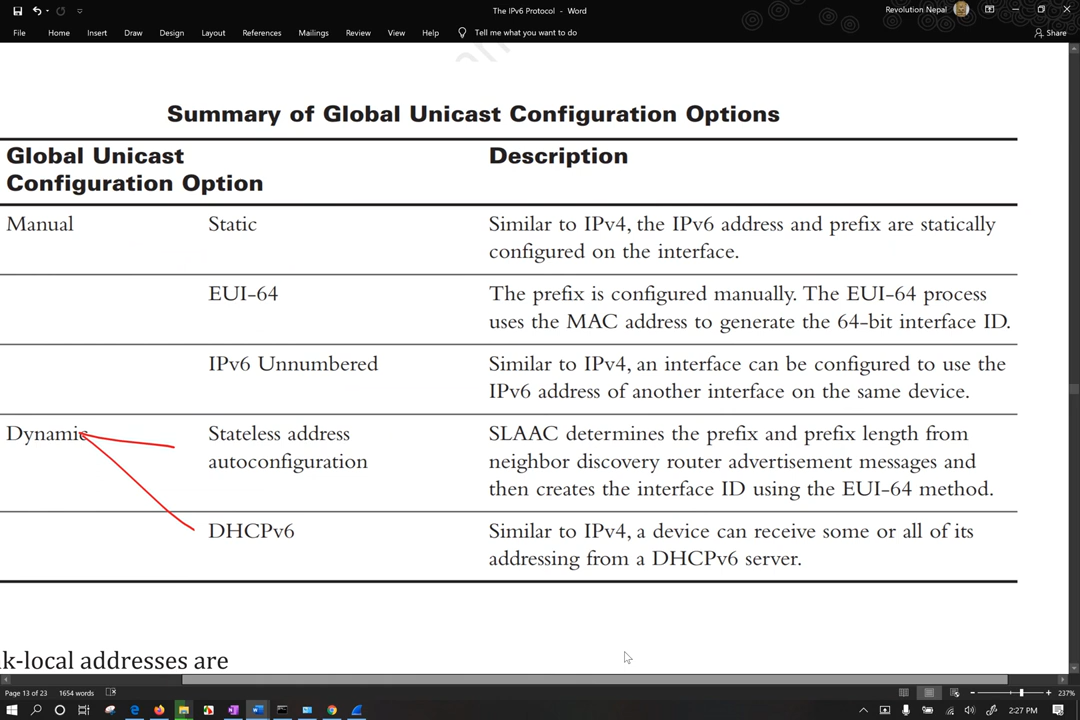 The IPv6 Protocol - Word
Revolution Nepal
File Home Insert Draw Design Layout References Mailings Review View Help Tell me what you want to do
Share
Summary of Global Unicast Configuration Options
Global Unicast
Configuration Option
Description
Manual
Static
Similar to IPv4, the IPv6 address and prefix are statically
configured on the interface.
EUI-64
The prefix is configured manually. The EUI-64 process
uses the MAC address to generate the 64-bit interface ID.
IPv6 Unnumbered
Similar to IPv4, an interface can be configured to use the
IPv6 address of another interface on the same device.
Dynamic
Stateless address
autoconfiguration
SLAAC determines the prefix and prefix length from
neighbor discovery router advertisement messages and
then creates the interface ID using the EUI-64 method.
DHCPv6
Similar to IPv4, a device can receive some or all of its
addressing from a DHCPv6 server.
k-local addresses are
Page 13 of 23 1654 words
237%
2:27 PM